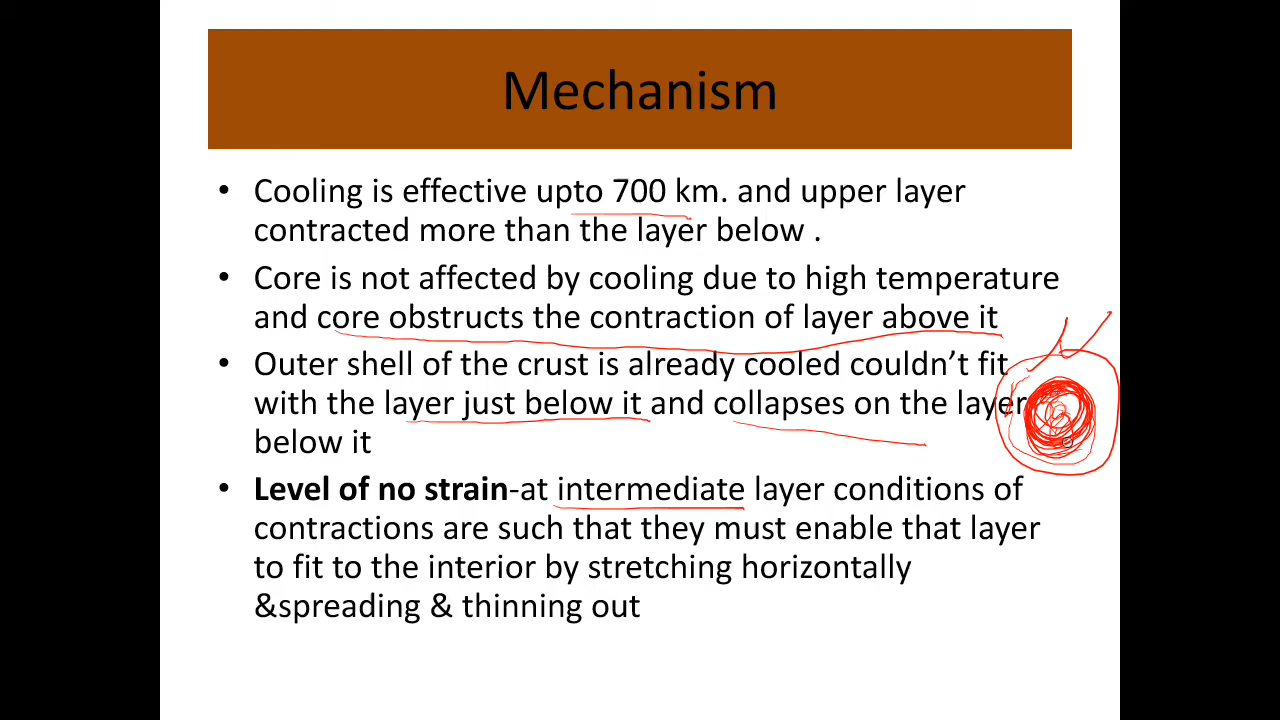 Mechanism
• Cooling is effective upto 700 km. and upper layer
contracted more than the layer below .
• Core is not affected by cooling due to high temperature
and core obstructs the contraction of layer above it
• Outer shell of the crust is already cooled couldn’t fit
with the layer just below it and collapses on the layer
below it
• Level of no strain-at intermediate layer conditions of
contractions are such that they must enable that layer
to fit to the interior by stretching horizontally
&spreading & thinning out